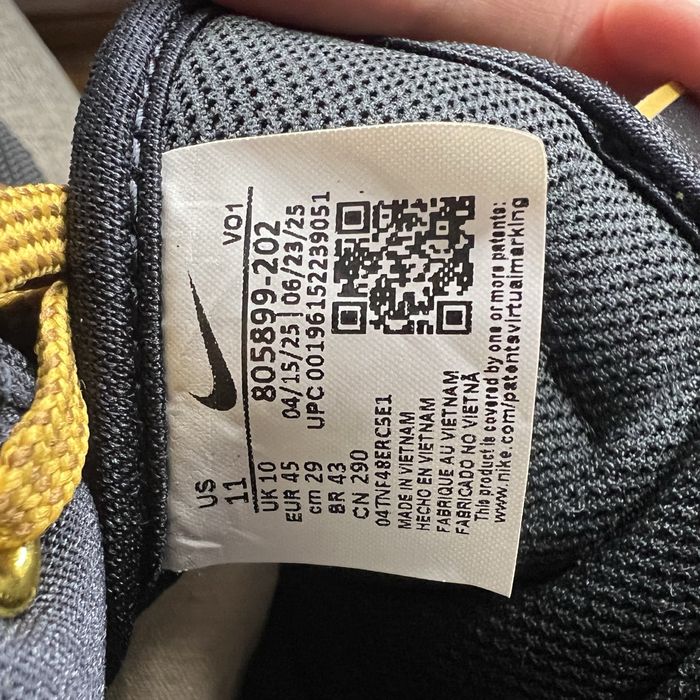 US
11
VO1
UK 10
EUR 45
cm 29
BR 43
CN 290
805899-202
04/15/25| 06/23/25
UPC 00196152239051
04TNF48ERC5E1
MADE IN VIETNAM
HECHO EN VIETNAM
FABRIQUE AU VIETNAM
FABRICADO NO VIETNÃ
This product is covered by one or more patents:
www.nike.com/patentsvirtualmarking